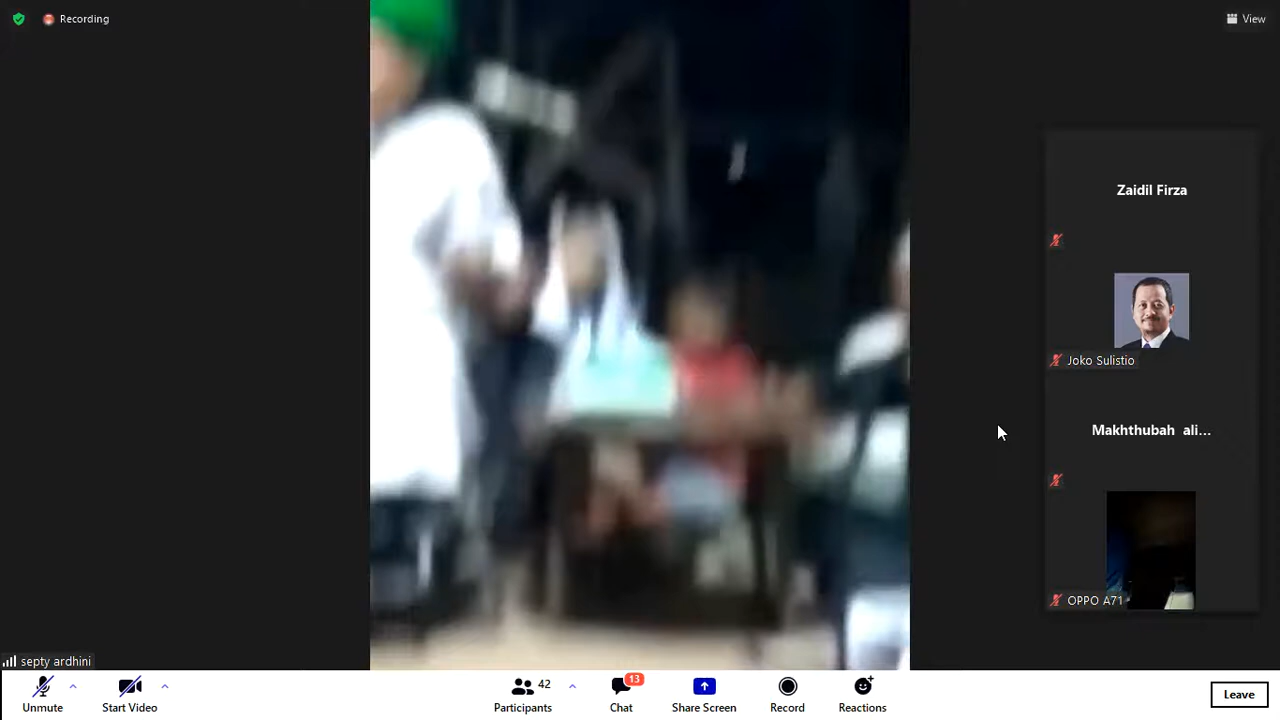 Recording
View
Zaidil Firza
Joko Sulistio
Makhthubah ali...
OPPO A71
septy ardhini
Unmute
Start Video
42
Participants
13
Chat
Share Screen
Record
Reactions
Leave